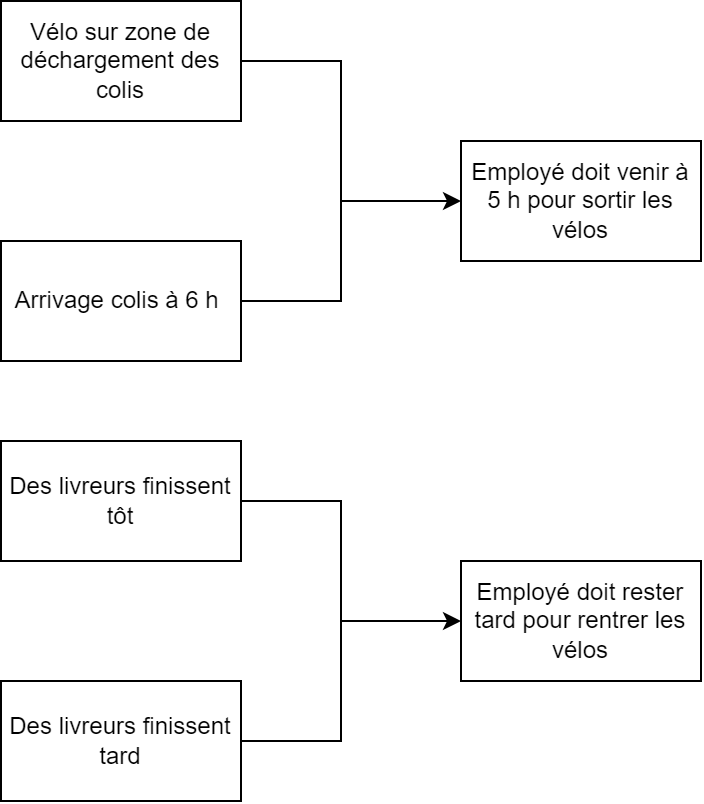 Vélo sur zone de
déchargement des
colis
Employé doit venir à
5 h pour sortir les
vélos
Arrivage colis à 6 h
Des livreurs finissent
tôt
Employé doit rester
tard pour rentrer les
vélos
Des livreurs finissent
tard